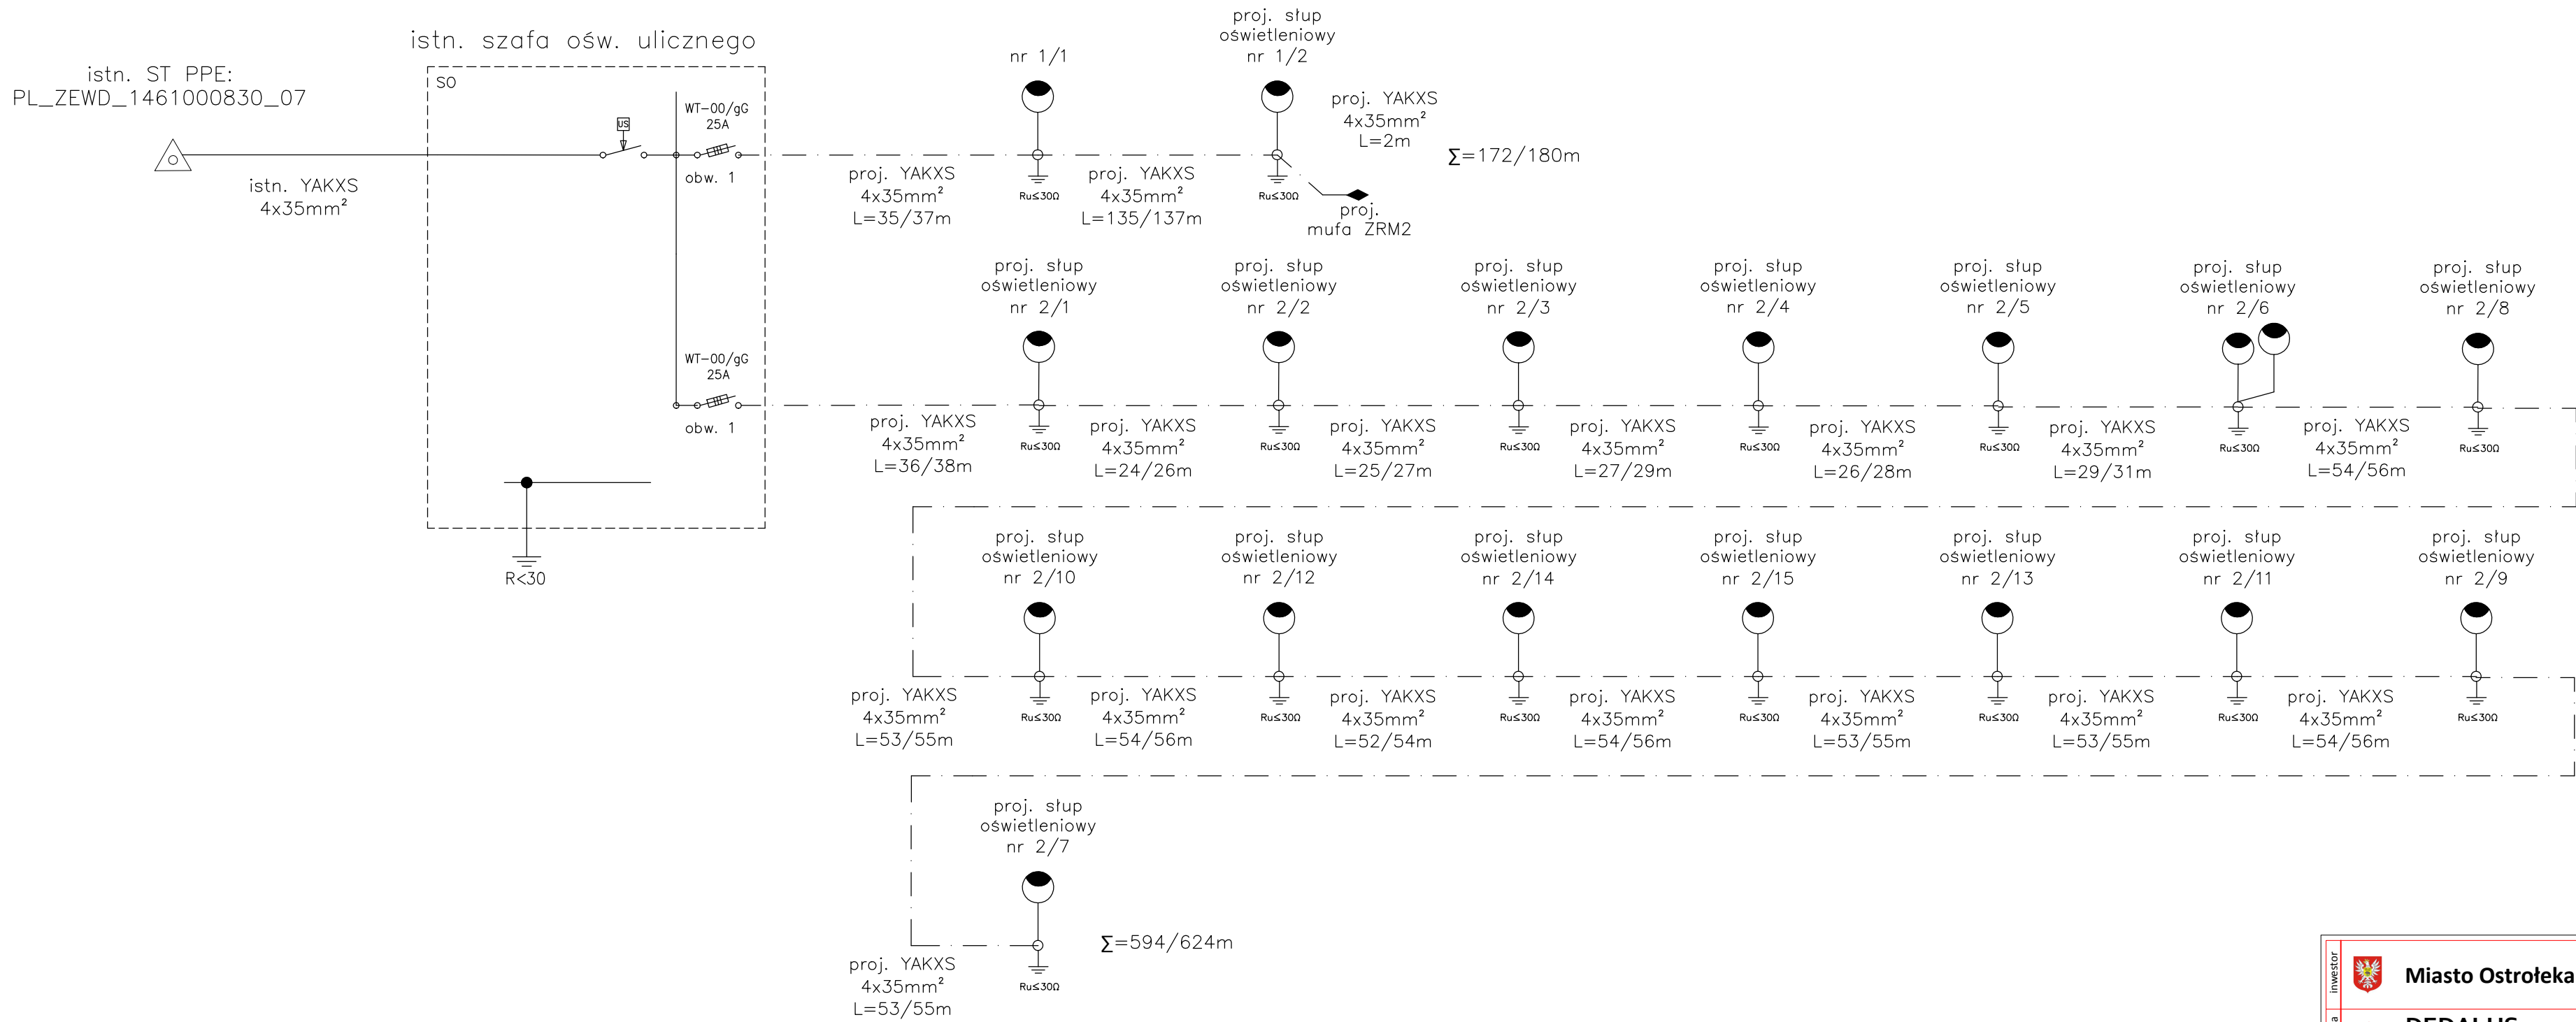 istn. szafa ośw. ulicznego
istn. ST PPE:
PL_ZEWD_1461000830_07
istn. YAKXS
4x35mm²
SO
US
WT-00/gG
25A
obw. 1
WT-00/gG
25A
obw. 1
R<30
nr 1/1
Ru≤30Ω
proj. słup
oświetleniowy
nr 1/2
Ru≤30Ω
proj. YAKXS
4x35mm²
L=35/37m
proj. YAKXS
4x35mm²
L=135/137m
proj. YAKXS
4x35mm²
L=2m
proj.
mufa ZRM2
Σ=172/180m
proj. słup
oświetleniowy
nr 2/1
proj. słup
oświetleniowy
nr 2/2
proj. słup
oświetleniowy
nr 2/3
proj. słup
oświetleniowy
nr 2/4
proj. słup
oświetleniowy
nr 2/5
proj. słup
oświetleniowy
nr 2/6
proj. słup
oświetleniowy
nr 2/8
proj. YAKXS
4x35mm²
L=36/38m
Ru≤30Ω
proj. YAKXS
4x35mm²
L=24/26m
Ru≤30Ω
proj. YAKXS
4x35mm²
L=25/27m
Ru≤30Ω
proj. YAKXS
4x35mm²
L=27/29m
Ru≤30Ω
proj. YAKXS
4x35mm²
L=26/28m
Ru≤30Ω
proj. YAKXS
4x35mm²
L=29/31m
Ru≤30Ω
proj. YAKXS
4x35mm²
L=54/56m
Ru≤30Ω
proj. słup
oświetleniowy
nr 2/10
proj. słup
oświetleniowy
nr 2/12
proj. słup
oświetleniowy
nr 2/14
proj. słup
oświetleniowy
nr 2/15
proj. słup
oświetleniowy
nr 2/13
proj. słup
oświetleniowy
nr 2/11
proj. słup
oświetleniowy
nr 2/9
proj. YAKXS
4x35mm²
L=53/55m
Ru≤30Ω
proj. YAKXS
4x35mm²
L=54/56m
Ru≤30Ω
proj. YAKXS
4x35mm²
L=52/54m
Ru≤30Ω
proj. YAKXS
4x35mm²
L=54/56m
Ru≤30Ω
proj. YAKXS
4x35mm²
L=53/55m
Ru≤30Ω
proj. YAKXS
4x35mm²
L=53/55m
Ru≤30Ω
proj. YAKXS
4x35mm²
L=54/56m
Ru≤30Ω
proj. słup
oświetleniowy
nr 2/7
proj. YAKXS
4x35mm²
L=53/55m
Ru≤30Ω
Σ=594/624m
inwestor
Miasto Ostrołęka